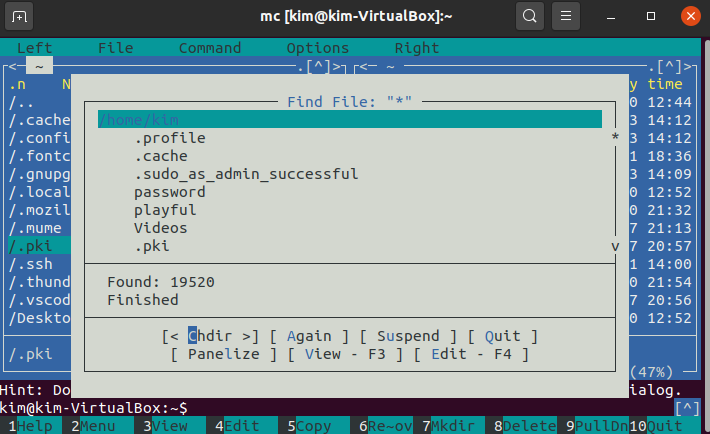 mc [kim@kim-VirtualBox]:~
Left File Command Options Right
<─ ~ .[^]>┐┌<─ ~ .[^]>
.n N y time
/.. 0 12:44
/.cache 3 14:12
/.confi 3 14:12
/.fontc 1 18:36
/.gnupg 3 14:09
/.local 0 12:52
/.mozil 0 21:32
/.mume 7 21:13
/.pki 7 20:57
/.ssh 1 14:00
/.thund 0 21:54
/.vscod 7 20:56
/Deskto 0 12:52
/.pki
(47%)
Find File: "*"
/home/kim
.profile *
.cache
.sudo_as_admin_successful
password
playful
Videos
.pki v
Found: 19520
Finished
[< Chdir >] [ Again ] [ Suspend ] [ Quit ]
[ Panelize ] [ View - F3 ] [ Edit - F4 ]
Hint: Do ialog.
kim@kim-VirtualBox:~$ [^]
1Help 2Menu 3View 4Edit 5Copy 6Re~ov 7Mkdir 8Delete 9PullDn 10Quit